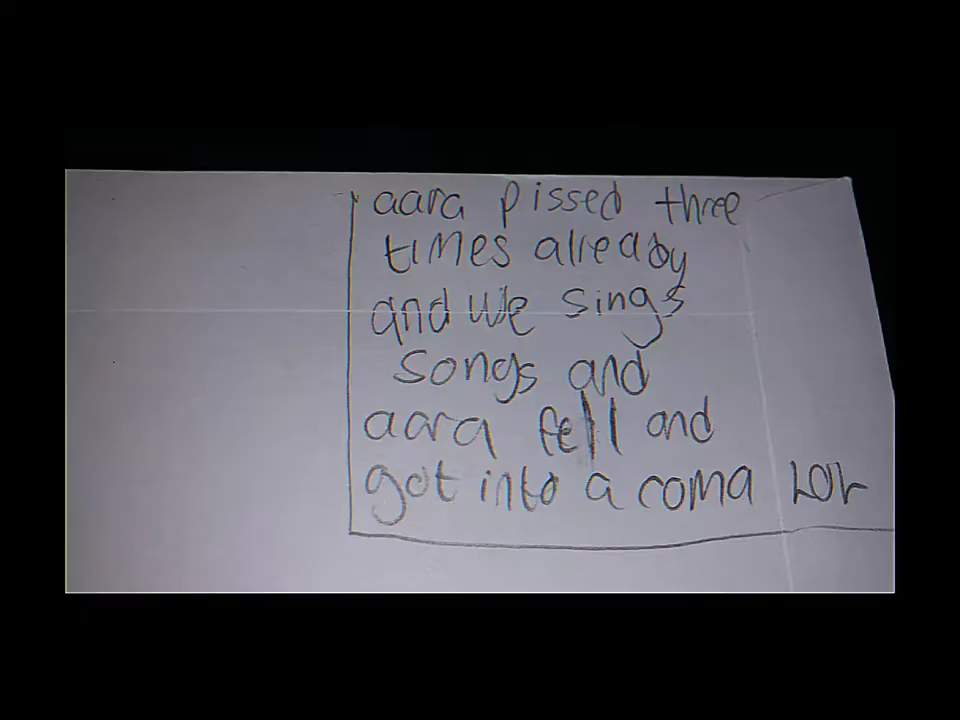 aara pissed three
times already
and we sings
songs and
aara fell and
got into a coma LOL